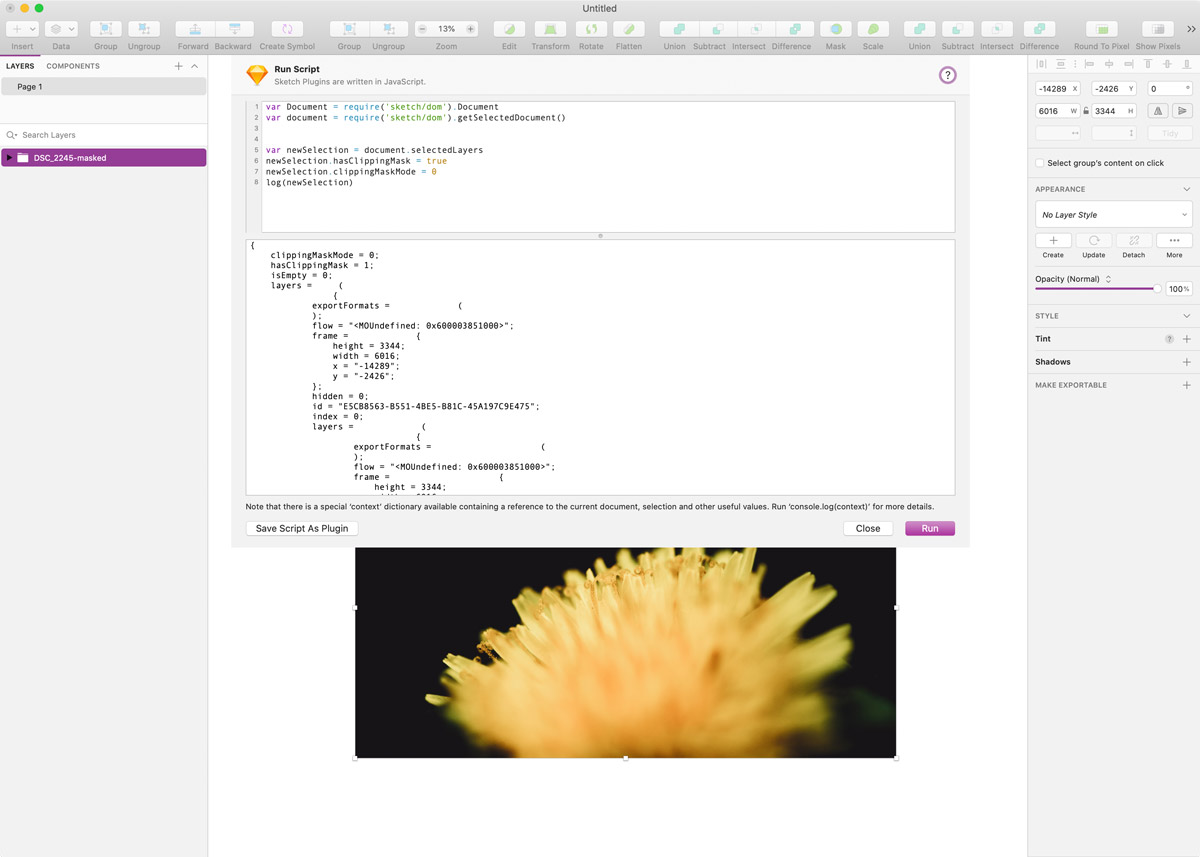 Untitled
13%
Insert Data Group Ungroup Forward Backward Create Symbol Group Ungroup Zoom Edit Transform Rotate Flatten Union Subtract Intersect Difference Mask Scale Union Subtract Intersect Difference Round To Pixel Show Pixels
LAYERS COMPONENTS
Page 1
Search Layers
DSC_2245-masked
Run Script
Sketch Plugins are written in JavaScript.
?
1 var Document = require('sketch/dom').Document
2 var document = require('sketch/dom').getSelectedDocument()
3
4
5 var newSelection = document.selectedLayers
6 newSelection.hasClippingMask = true
7 newSelection.clippingMaskMode = 0
8 log(newSelection)
{
clippingMaskMode = 0;
hasClippingMask = 1;
isEmpty = 0;
layers = (
{
exportFormats = (
);
flow = "<MOUndefined: 0x600003851000>";
frame = {
height = 3344;
width = 6016;
x = "-14289";
y = "-2426";
};
hidden = 0;
id = "E5CB8563-B551-4BE5-B81C-45A197C9E475";
index = 0;
layers = (
{
exportFormats = (
);
flow = "<MOUndefined: 0x600003851000>";
frame = {
height = 3344;
Note that there is a special 'context' dictionary available containing a reference to the current document, selection and other useful values. Run 'console.log(context)' for more details.
Save Script As Plugin Close Run
-14289 X -2426 Y 0 °
6016 W 3344 H
Tidy
Select group's content on click
APPEARANCE
No Layer Style
Create Update Detach More
Opacity (Normal)
100%
STYLE
Tint ?
Shadows
MAKE EXPORTABLE